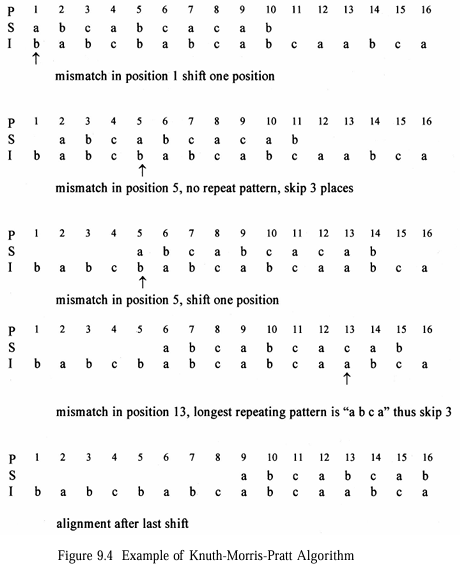 P 1 2 3 4 5 6 7 8 9 10 11 12 13 14 15 16
S a b c a b c a c a b
I b a b c b a b c a b c a a b c a
↑
mismatch in position 1 shift one position
P 1 2 3 4 5 6 7 8 9 10 11 12 13 14 15 16
S a b c a b c a c a b
I b a b c b a b c a b c a a b c a
↑
mismatch in position 5, no repeat pattern, skip 3 places
P 1 2 3 4 5 6 7 8 9 10 11 12 13 14 15 16
S a b c a b c a c a b
I b a b c b a b c a b c a a b c a
↑
mismatch in position 5, shift one position
P 1 2 3 4 5 6 7 8 9 10 11 12 13 14 15 16
S a b c a b c a c a b
I b a b c b a b c a b c a a b c a
↑
mismatch in position 13, longest repeating pattern is “a b c a” thus skip 3
P 1 2 3 4 5 6 7 8 9 10 11 12 13 14 15 16
S a b c a b c a b
I b a b c b a b c a b c a a b c a
alignment after last shift
Figure 9.4 Example of Knuth-Morris-Pratt Algorithm